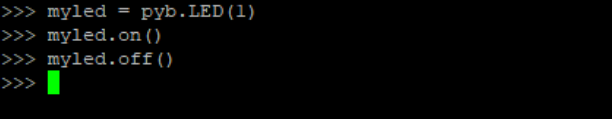 >>> myled = pyb.LED(1)
>>> myled.on()
>>> myled.off()
>>>